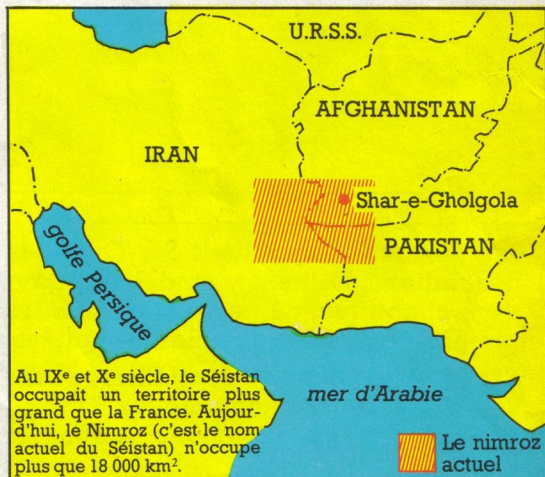 U.R.S.S.
AFGHANISTAN
IRAN
Shar-e-Gholgola
PAKISTAN
golfe Persique
Au IXe et Xe siècle, le Séistan
occupait un territoire plus
grand que la France. Aujour-
d'hui, le Nimroz (c'est le nom
actuel du Séistan) n'occupe
plus que 18 000 km².
mer d'Arabie
Le nimroz
actuel